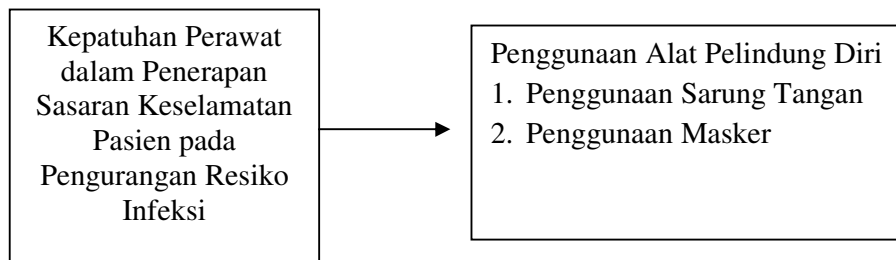 Kepatuhan Perawat
dalam Penerapan
Sasaran Keselamatan
Pasien pada
Pengurangan Resiko
Infeksi
Penggunaan Alat Pelindung Diri
1. Penggunaan Sarung Tangan
2. Penggunaan Masker